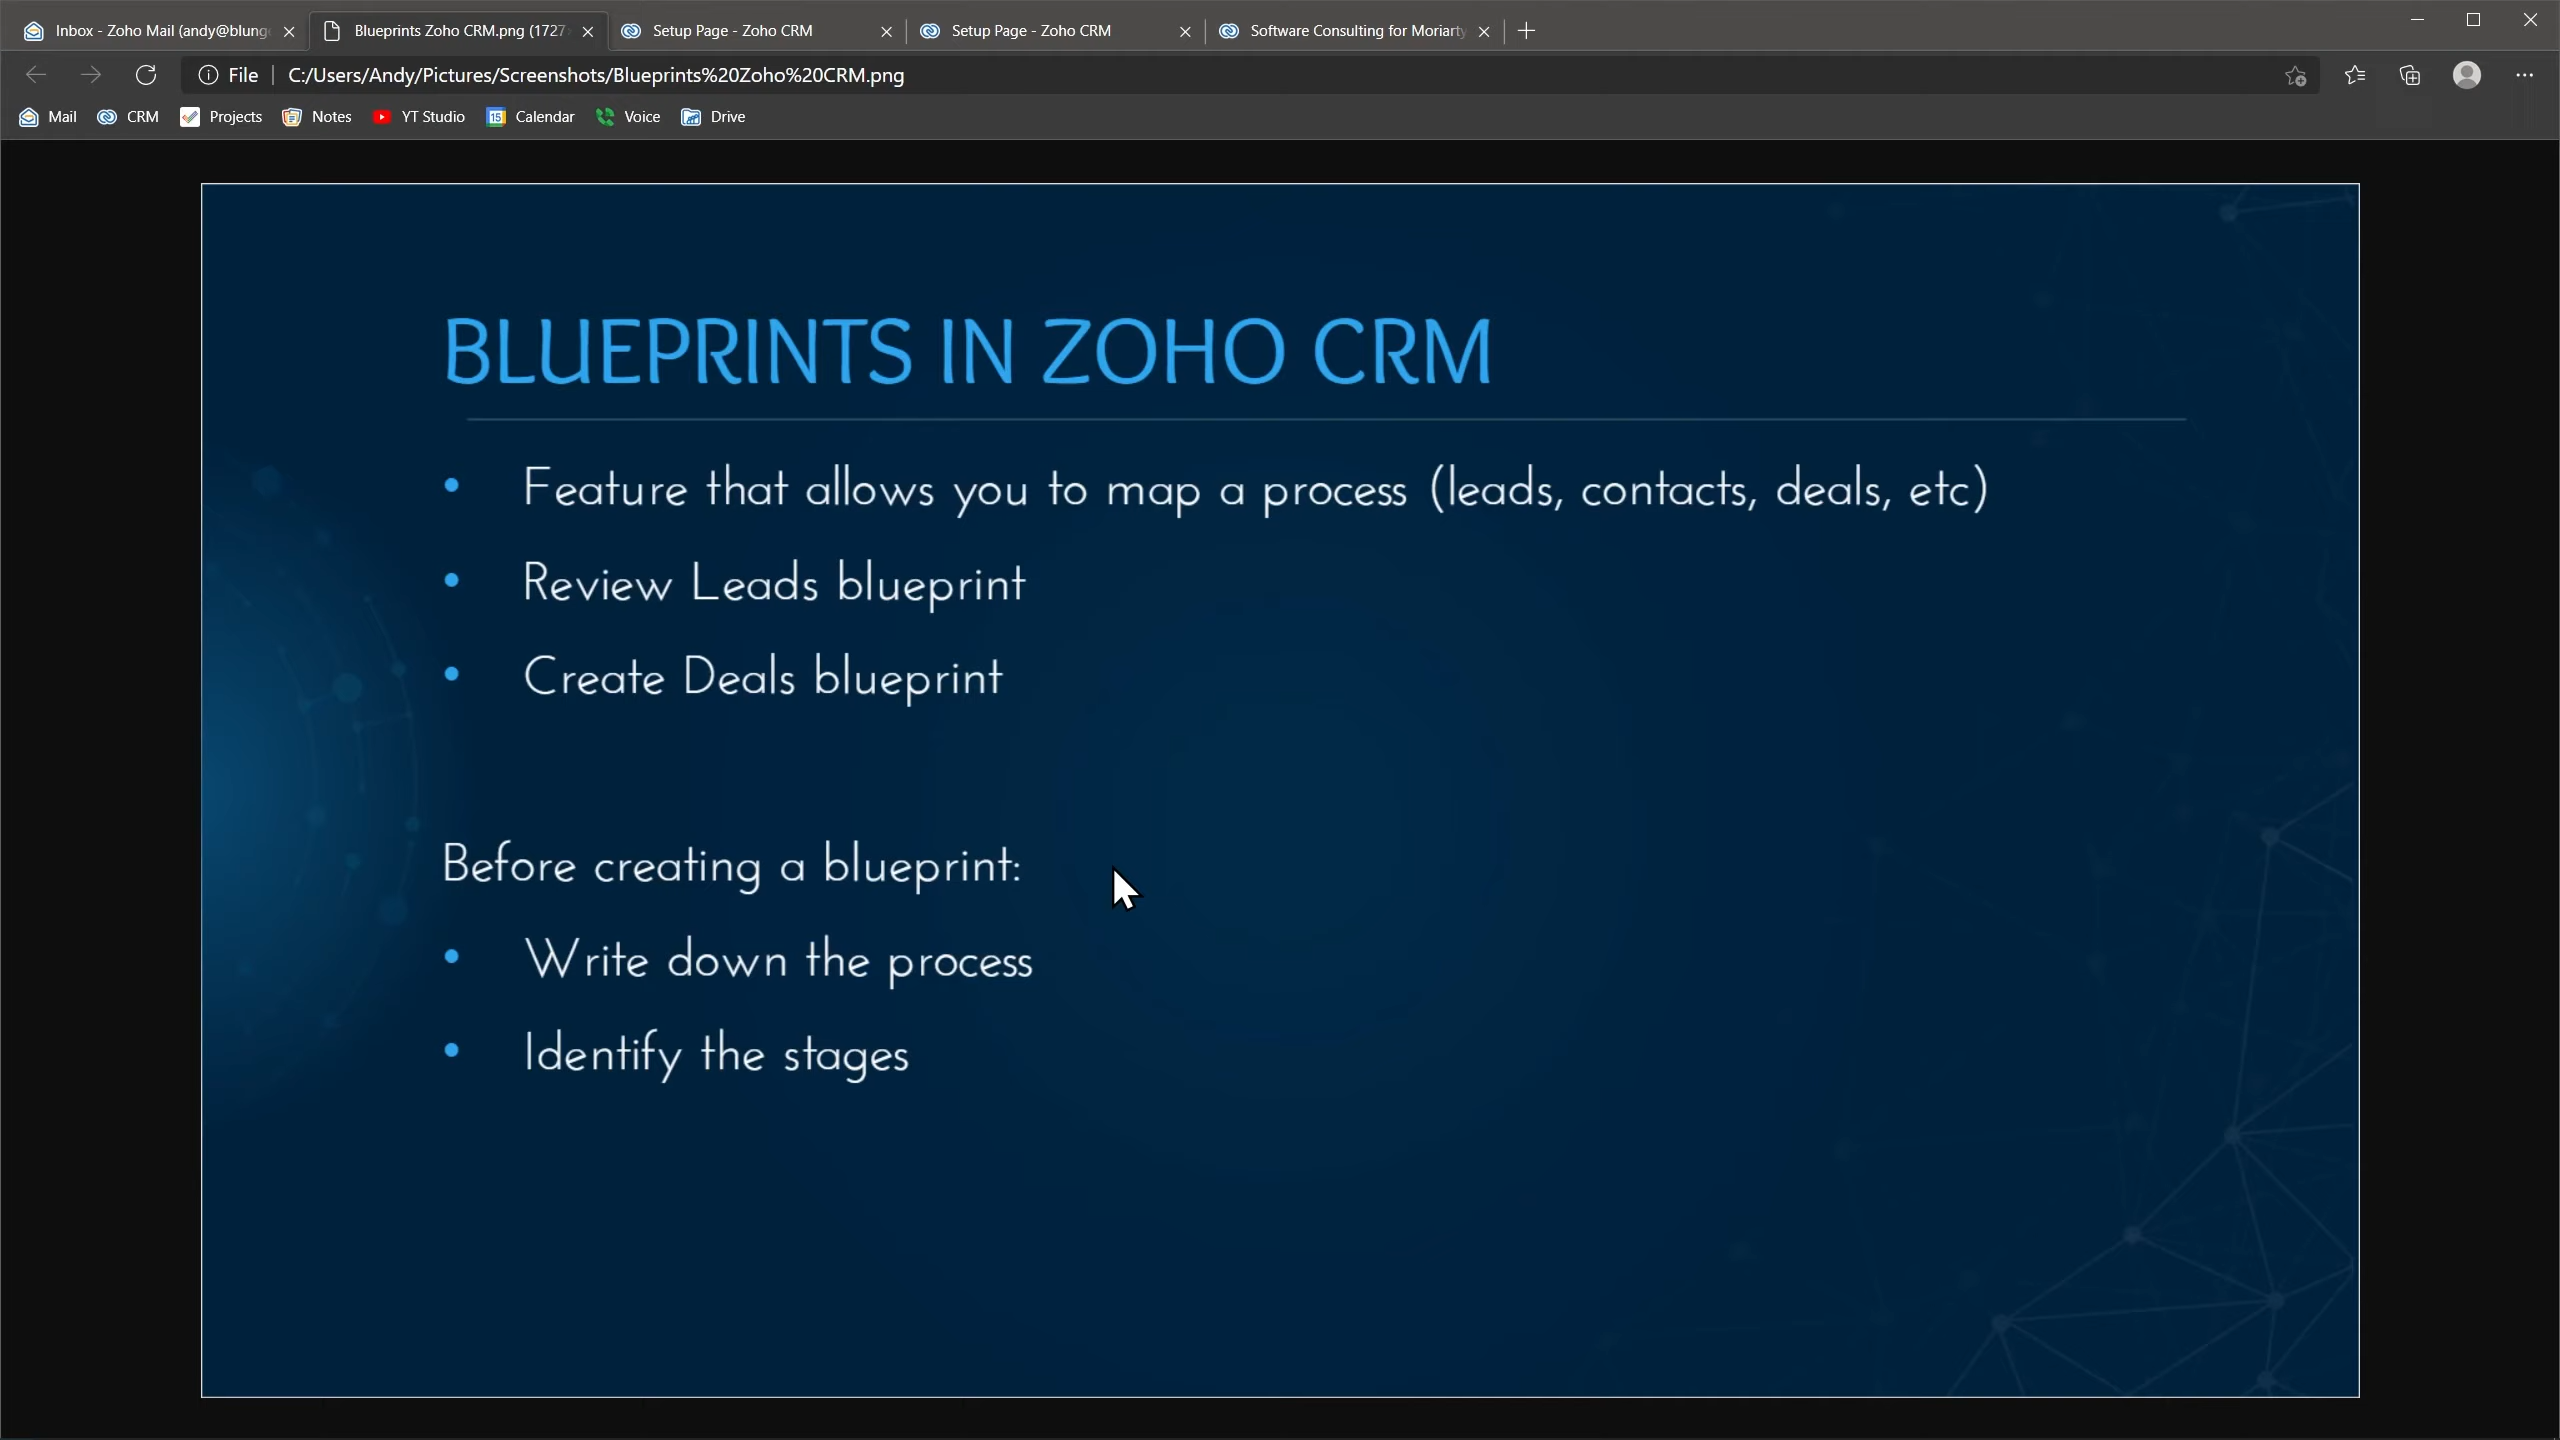 Inbox - Zoho Mail (andy@blung
Blueprints Zoho CRM.png (1727
Setup Page - Zoho CRM
Setup Page - Zoho CRM
Software Consulting for Moriarty
File
C:/Users/Andy/Pictures/Screenshots/Blueprints%20Zoho%20CRM.png
Mail
CRM
Projects
Notes
YT Studio
15
Calendar
Voice
Drive
BLUEPRINTS IN ZOHO CRM
• Feature that allows you to map a process (leads, contacts, deals, etc)
• Review Leads blueprint
• Create Deals blueprint
Before creating a blueprint:
• Write down the process
• Identify the stages